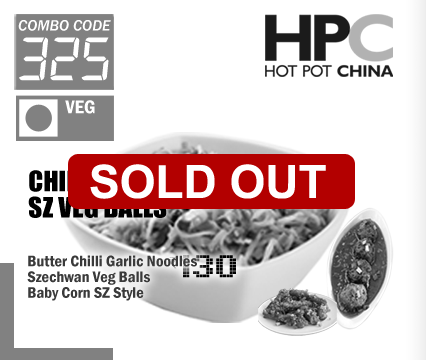 COMBO CODE
325
VEG
HPC
HOT POT CHINA
SOLD OUT
SZ VEG BALLS
Butter Chilli Garlic Noodles
130
Szechwan Veg Balls
Baby Corn SZ Style